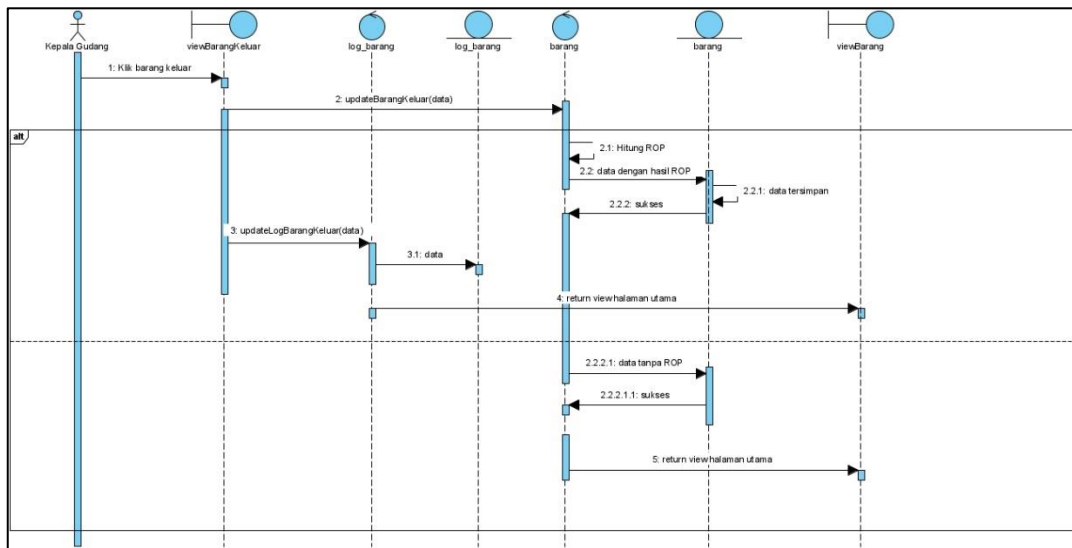 Kepala Gudang
viewBarangKeluar
log_barang
log_barang
barang
barang
viewBarang
1: Klik barang keluar
2: updateBarangKeluar(data)
alt
2.1: Hitung ROP
2.2: data dengan hasil ROP
2.2.1: data tersimpan
2.2.2: sukses
3: updateLogBarangKeluar(data)
3.1: data
4: return view halaman utama
2.2.2.1: data tanpa ROP
2.2.2.1.1: sukses
5: return view halaman utama